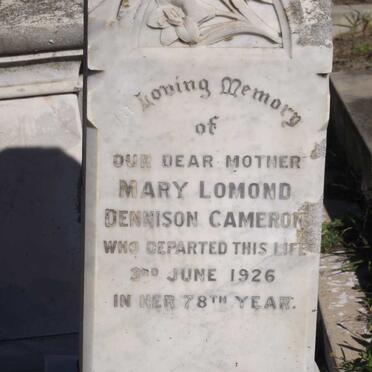 In Loving Memory
of
OUR DEAR MOTHER
MARY LOMOND
DENNISON CAMERON
WHO DEPARTED THIS LIFE
3RD JUNE 1926
IN HER 78TH YEAR.